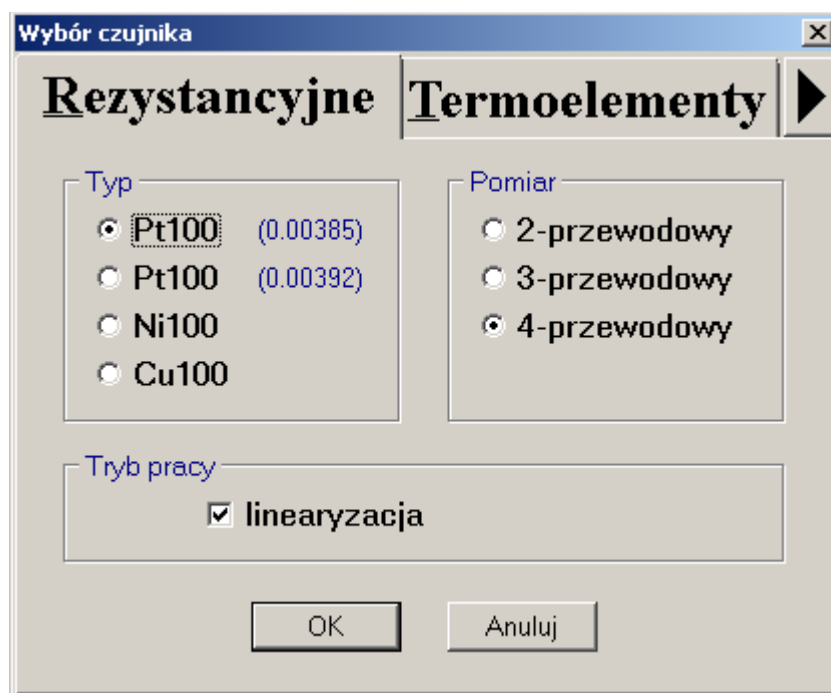 Wybór czujnika
Rezystancyjne Termoelementy
Typ
Pt100 (0.00385)
Pt100 (0.00392)
Ni100
Cu100
Pomiar
2-przewodowy
3-przewodowy
4-przewodowy
Tryb pracy
linearyzacja
OK Anuluj